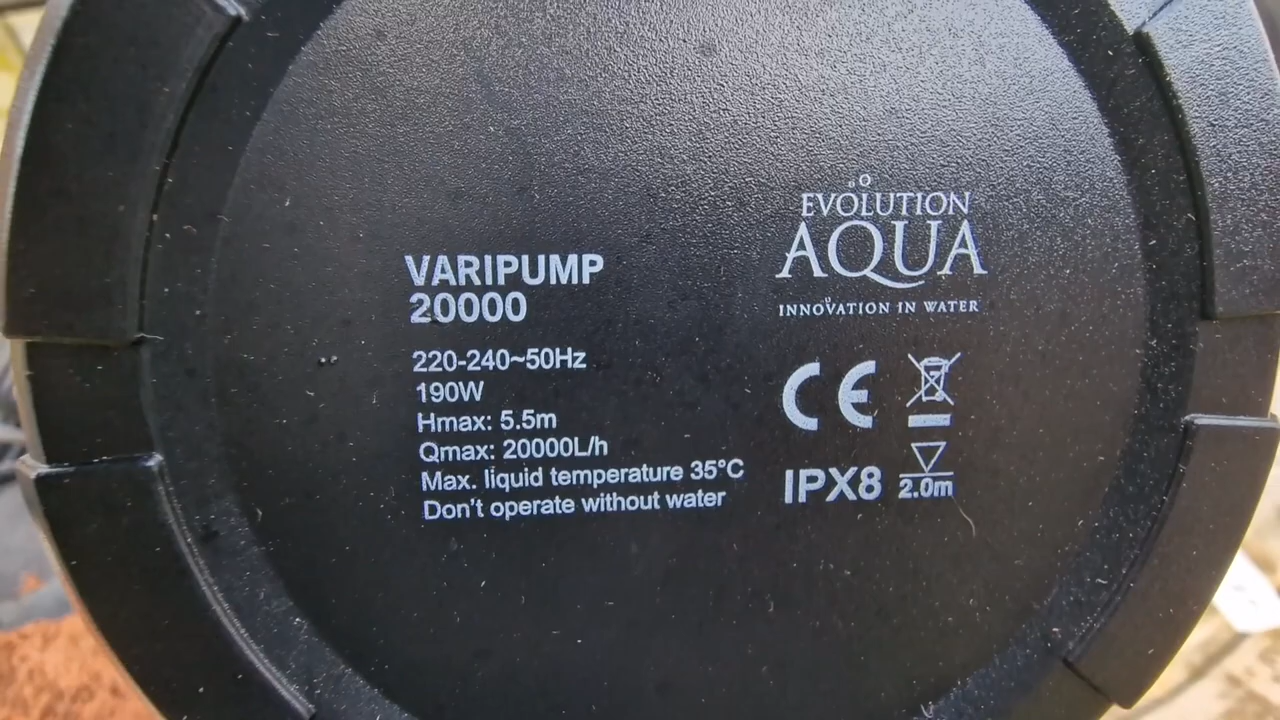 VARIPUMP
20000
220-240~50Hz
190W
Hmax: 5.5m
Qmax: 20000L/h
Max. liquid temperature 35°C
Don't operate without water
EVOLUTION
AQUA
INNOVATION IN WATER
CE
IPX8
2.0m